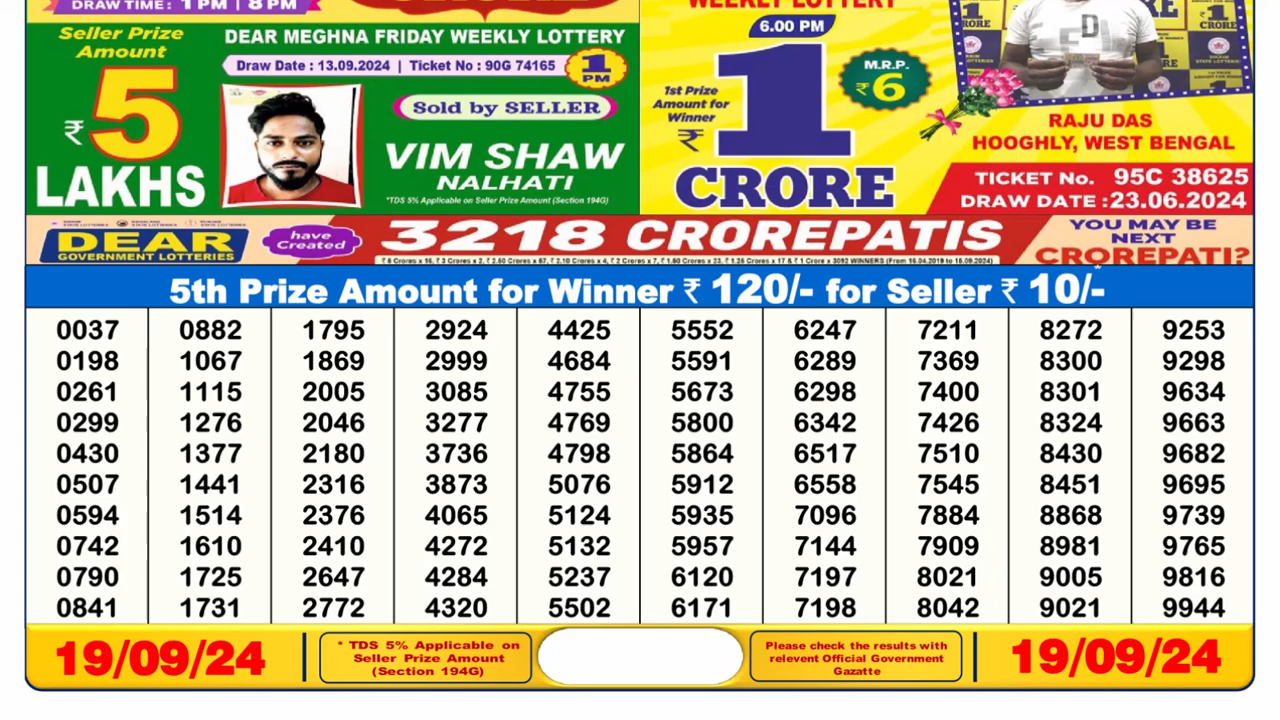 DRAW TIME : 1 PM | 8 PM
Seller Prize
Amount
₹ 5
LAKHS
DEAR MEGHNA FRIDAY WEEKLY LOTTERY
Draw Date : 13.09.2024 | Ticket No : 90G 74165
1
PM
Sold by SELLER
VIM SHAW
NALHATI
*TDS 5% Applicable on Seller Prize Amount (Section 194G)
WEEKLY LOTTERY
6.00 PM
1st Prize
Amount for
Winner
₹ 1
CRORE
M.R.P.
₹ 6
₹ 1
CRORE
RAJU DAS
HOOGHLY, WEST BENGAL
TICKET No. 95C 38625
DRAW DATE :23.06.2024
DEAR
GOVERNMENT LOTTERIES
have
Created
3218 CROREPATIS
YOU MAY BE
NEXT
CROREPATI?
5th Prize Amount for Winner ₹ 120/- for Seller ₹ 10/-*
0037 0882 1795 2924 4425 5552 6247 7211 8272 9253
0198 1067 1869 2999 4684 5591 6289 7369 8300 9298
0261 1115 2005 3085 4755 5673 6298 7400 8301 9634
0299 1276 2046 3277 4769 5800 6342 7426 8324 9663
0430 1377 2180 3736 4798 5864 6517 7510 8430 9682
0507 1441 2316 3873 5076 5912 6558 7545 8451 9695
0594 1514 2376 4065 5124 5935 7096 7884 8868 9739
0742 1610 2410 4272 5132 5957 7144 7909 8981 9765
0790 1725 2647 4284 5237 6120 7197 8021 9005 9816
0841 1731 2772 4320 5502 6171 7198 8042 9021 9944
19/09/24
* TDS 5% Applicable on
Seller Prize Amount
(Section 194G)
Please check the results with
relevent Official Government
Gazatte
19/09/24